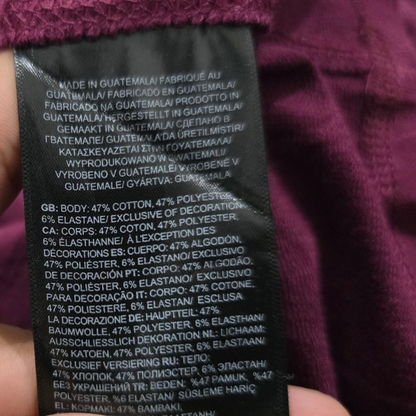 MADE IN GUATEMALA/ FABRIQUÉ AU
GUATEMALA/ FABRICADO EN GUATEMALA/
FABRICADO NA GUATEMALA/ PRODOTTO IN
GUATEMALA/ HERGESTELLT IN GUATEMALA/
GEMAAKT IN GUATEMALA/ СДЕЛАНО В
ГВАТЕМАЛЕ/ GUATEMALA'DA ÜRETİLMİSTİR/
ΚΑΤΑΣΚΕΥΑΖΕΤΑΙ ΣΤΗ ΓΟΥΑΤΕΜΑΛΑ/
WYPRODUKOWANO W GWATEMALI/
VYROBENO V GUATEMALE/ VYROBENÉ V
GUATEMALE/ GYÁRTVA: GUATEMALA
GB: BODY: 47% COTTON, 47% POLYESTER,
6% ELASTANE/ EXCLUSIVE OF DECORATION
CA: CORPS: 47% COTON, 47% POLYESTER,
6% ÉLASTHANNE/ À L'EXCEPTION DES
DÉCORATIONS ES: CUERPO: 47% ALGODÓN,
47% POLIÉSTER, 6% ELASTANO/ EXCLUSIVO
DE DECORACIÓN PT: CORPO: 47% ALGODÃO,
47% POLIÉSTER, 6% ELASTANO/ EXCLUSIVO
PARA DECORAÇÃO IT: CORPO: 47% COTONE,
47% POLIESTERE, 6% ELASTAN/ ESCLUSA
LA DECORAZIONE DE: HAUPTTEIL: 47%
BAUMWOLLE, 47% POLYESTER, 6% ELASTHAN/
AUSSCHLIESSLICH DEKORATION NL: LICHAAM:
47% KATOEN, 47% POLYESTER, 6% ELASTAAN/
EXCLUSIEF VERSIERING RU: ТЕЛО:
47% ХЛОПОК, 47% ПОЛИЭСТЕР, 6% ЭЛАСТАН/
БЕЗ УКРАШЕНИЙ TR: BEDEN: %47 PAMUK, %47
POLYESTER, %6 ELASTAN/ SÜSLEME HARİÇ
EL: ΚΟΡΜΑΚΙ: 47% ΒΑΜΒΑΚΙ,